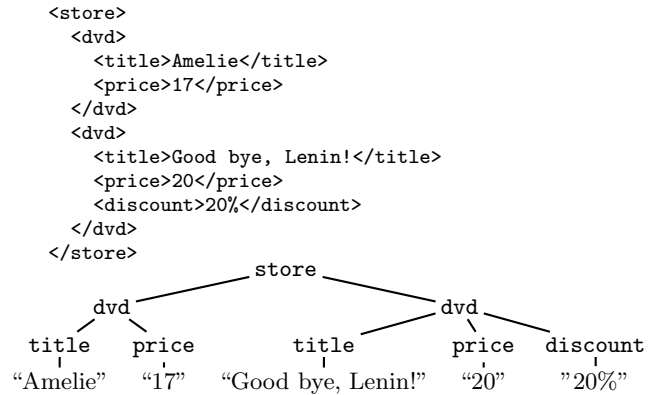 <store>
<dvd>
<title>Amelie</title>
<price>17</price>
</dvd>
<dvd>
<title>Good bye, Lenin!</title>
<price>20</price>
<discount>20%</discount>
</dvd>
</store>
store
dvd dvd
title price title price discount
“Amelie” “17” “Good bye, Lenin!” “20” ”20%”